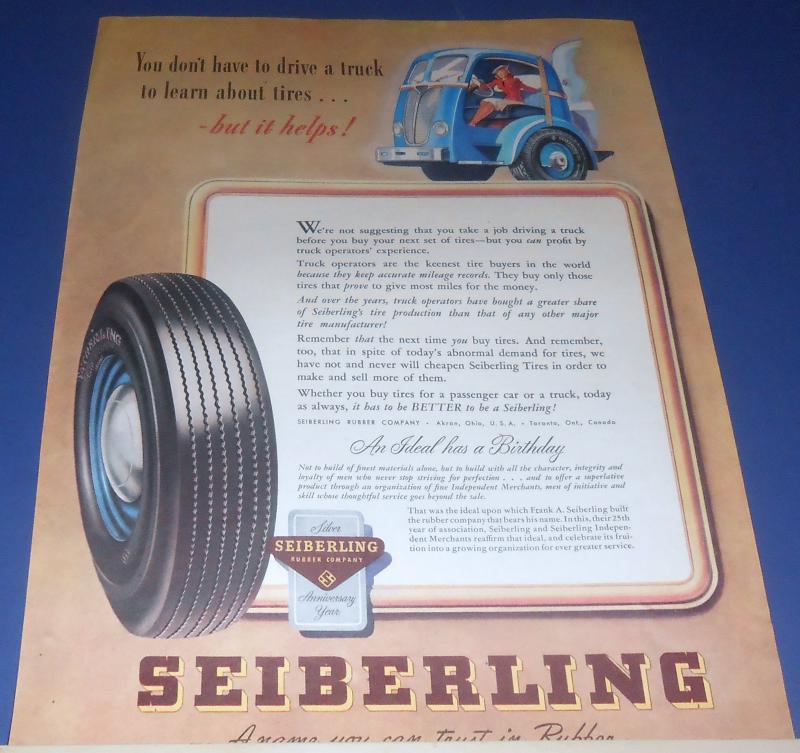 You don't have to drive a truck
to learn about tires . . .
-but it helps!
We're not suggesting that you take a job driving a truck
before you buy your next set of tires—but you can profit by
truck operators' experience.
Truck operators are the keenest tire buyers in the world
because they keep accurate mileage records. They buy only those
tires that prove to give most miles for the money.
And over the years, truck operators have bought a greater share
of Seiberling's tire production than that of any other major
tire manufacturer!
Remember that the next time you buy tires. And remember,
too, that in spite of today's abnormal demand for tires, we
have not and never will cheapen Seiberling Tires in order to
make and sell more of them.
Whether you buy tires for a passenger car or a truck, today
as always, it has to be BETTER to be a Seiberling!
SEIBERLING RUBBER COMPANY • Akron, Ohio, U. S. A. • Toronto, Ont., Canada
An Ideal has a Birthday
Not to build of finest materials alone, but to build with all the character, integrity and
loyalty of men who never stop striving for perfection . . . and to offer a superlative
product through an organization of fine Independent Merchants, men of initiative and
skill whose thoughtful service goes beyond the sale.
That was the ideal upon which Frank A. Seiberling built
the rubber company that bears his name. In this, their 25th
year of association, Seiberling and Seiberling Indepen-
dent Merchants reaffirm that ideal, and celebrate its frui-
tion into a growing organization for ever greater service.
Silver
SEIBERLING
RUBBER COMPANY
Anniversary
Year
SEIBERLING
A name you can trust in Rubber